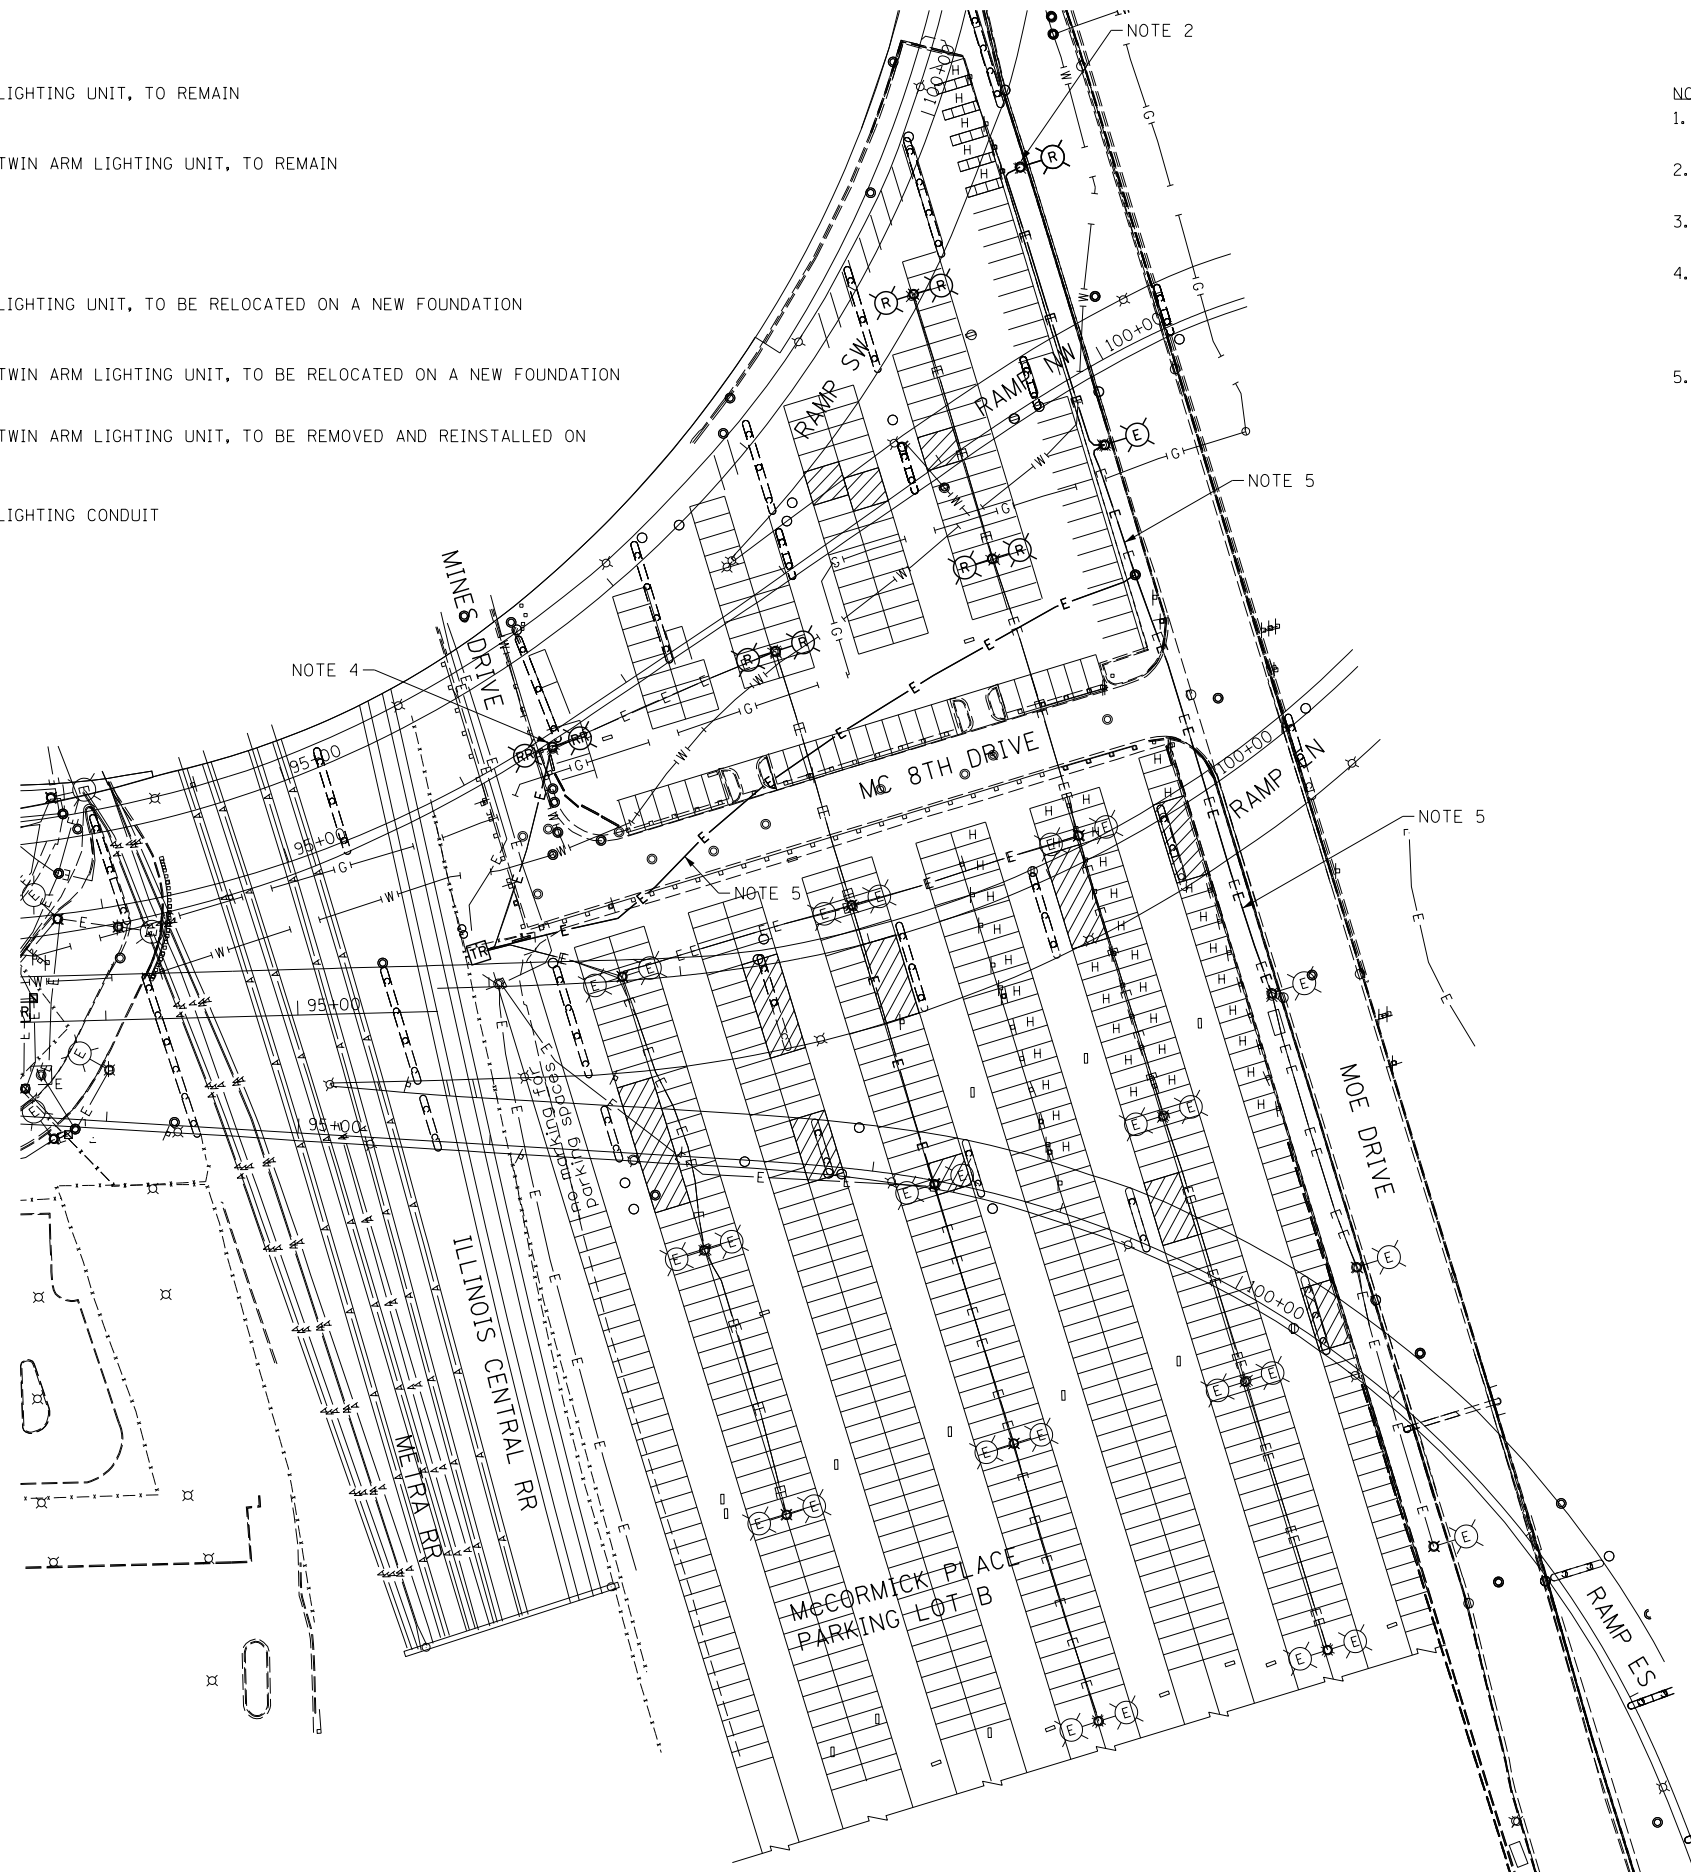 LIGHTING UNIT, TO REMAIN
TWIN ARM LIGHTING UNIT, TO REMAIN
LIGHTING UNIT, TO BE RELOCATED ON A NEW FOUNDATION
TWIN ARM LIGHTING UNIT, TO BE RELOCATED ON A NEW FOUNDATION
TWIN ARM LIGHTING UNIT, TO BE REMOVED AND REINSTALLED ON
LIGHTING CONDUIT
NO
1.
2.
3.
4.
5.
NOTE 2
100+00
RAMP SW
RAMP NW
100+00
NOTE 5
MINES DRIVE
NOTE 4
95+00
MC 8TH DRIVE
100+00
RAMP LN
NOTE 5
95+00
NOTE 5
TR
95+00
no marking for
parking spaces
95+00
MOE DRIVE
100+00
ILLINOIS CENTRAL RR
METRA RR
McCORMICK PLACE
PARKING LOT B
RAMP ES